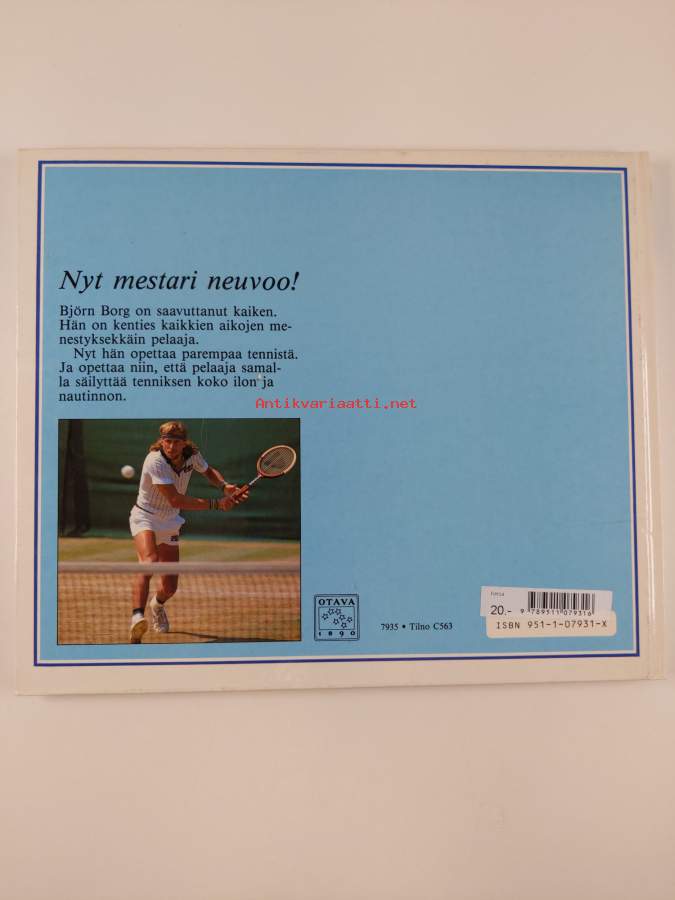 Nyt mestari neuvoo!
Björn Borg on saavuttanut kaiken.
Hän on kenties kaikkien aikojen me-
nestyksekkäin pelaaja.
Nyt hän opettaa parempaa tennistä.
Ja opettaa niin, että pelaaja samal-
la säilyttää tenniksen koko ilon ja
nautinnon.
Antikvariaatti.net
OTAVA
1890
7935 • Tilno C563
20.-
9 789511 079316
ISBN 951-1-07931-X